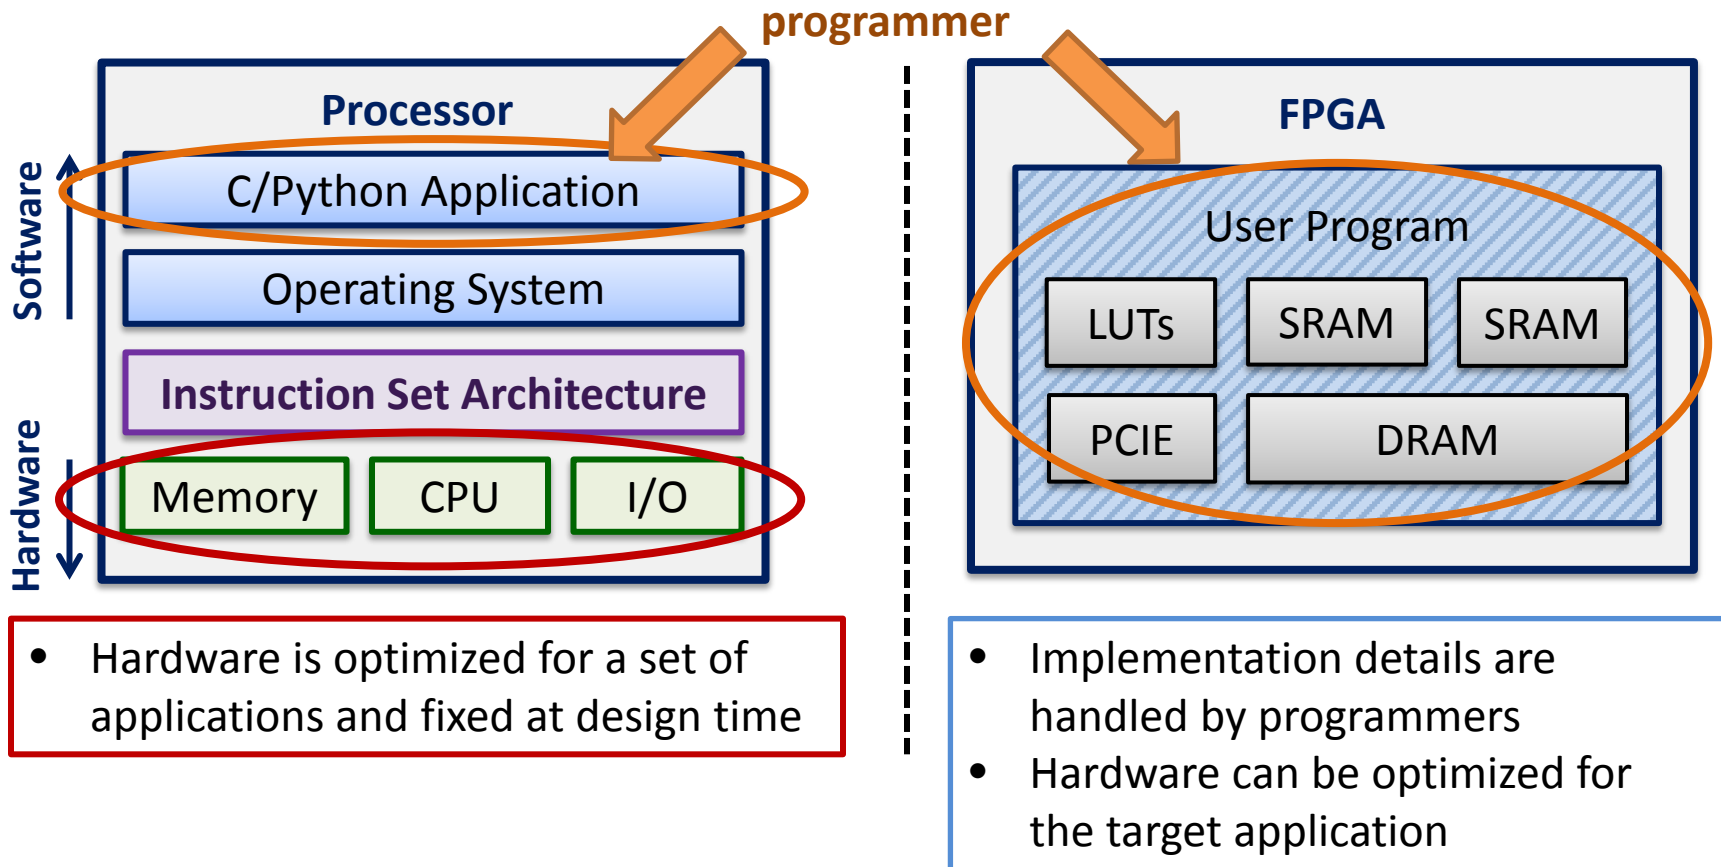 programmer
Processor
Software
C/Python Application
Operating System
Instruction Set Architecture
Hardware
Memory
CPU
I/O
• Hardware is optimized for a set of
applications and fixed at design time
FPGA
User Program
LUTs
SRAM
SRAM
PCIE
DRAM
• Implementation details are
handled by programmers
• Hardware can be optimized for
the target application